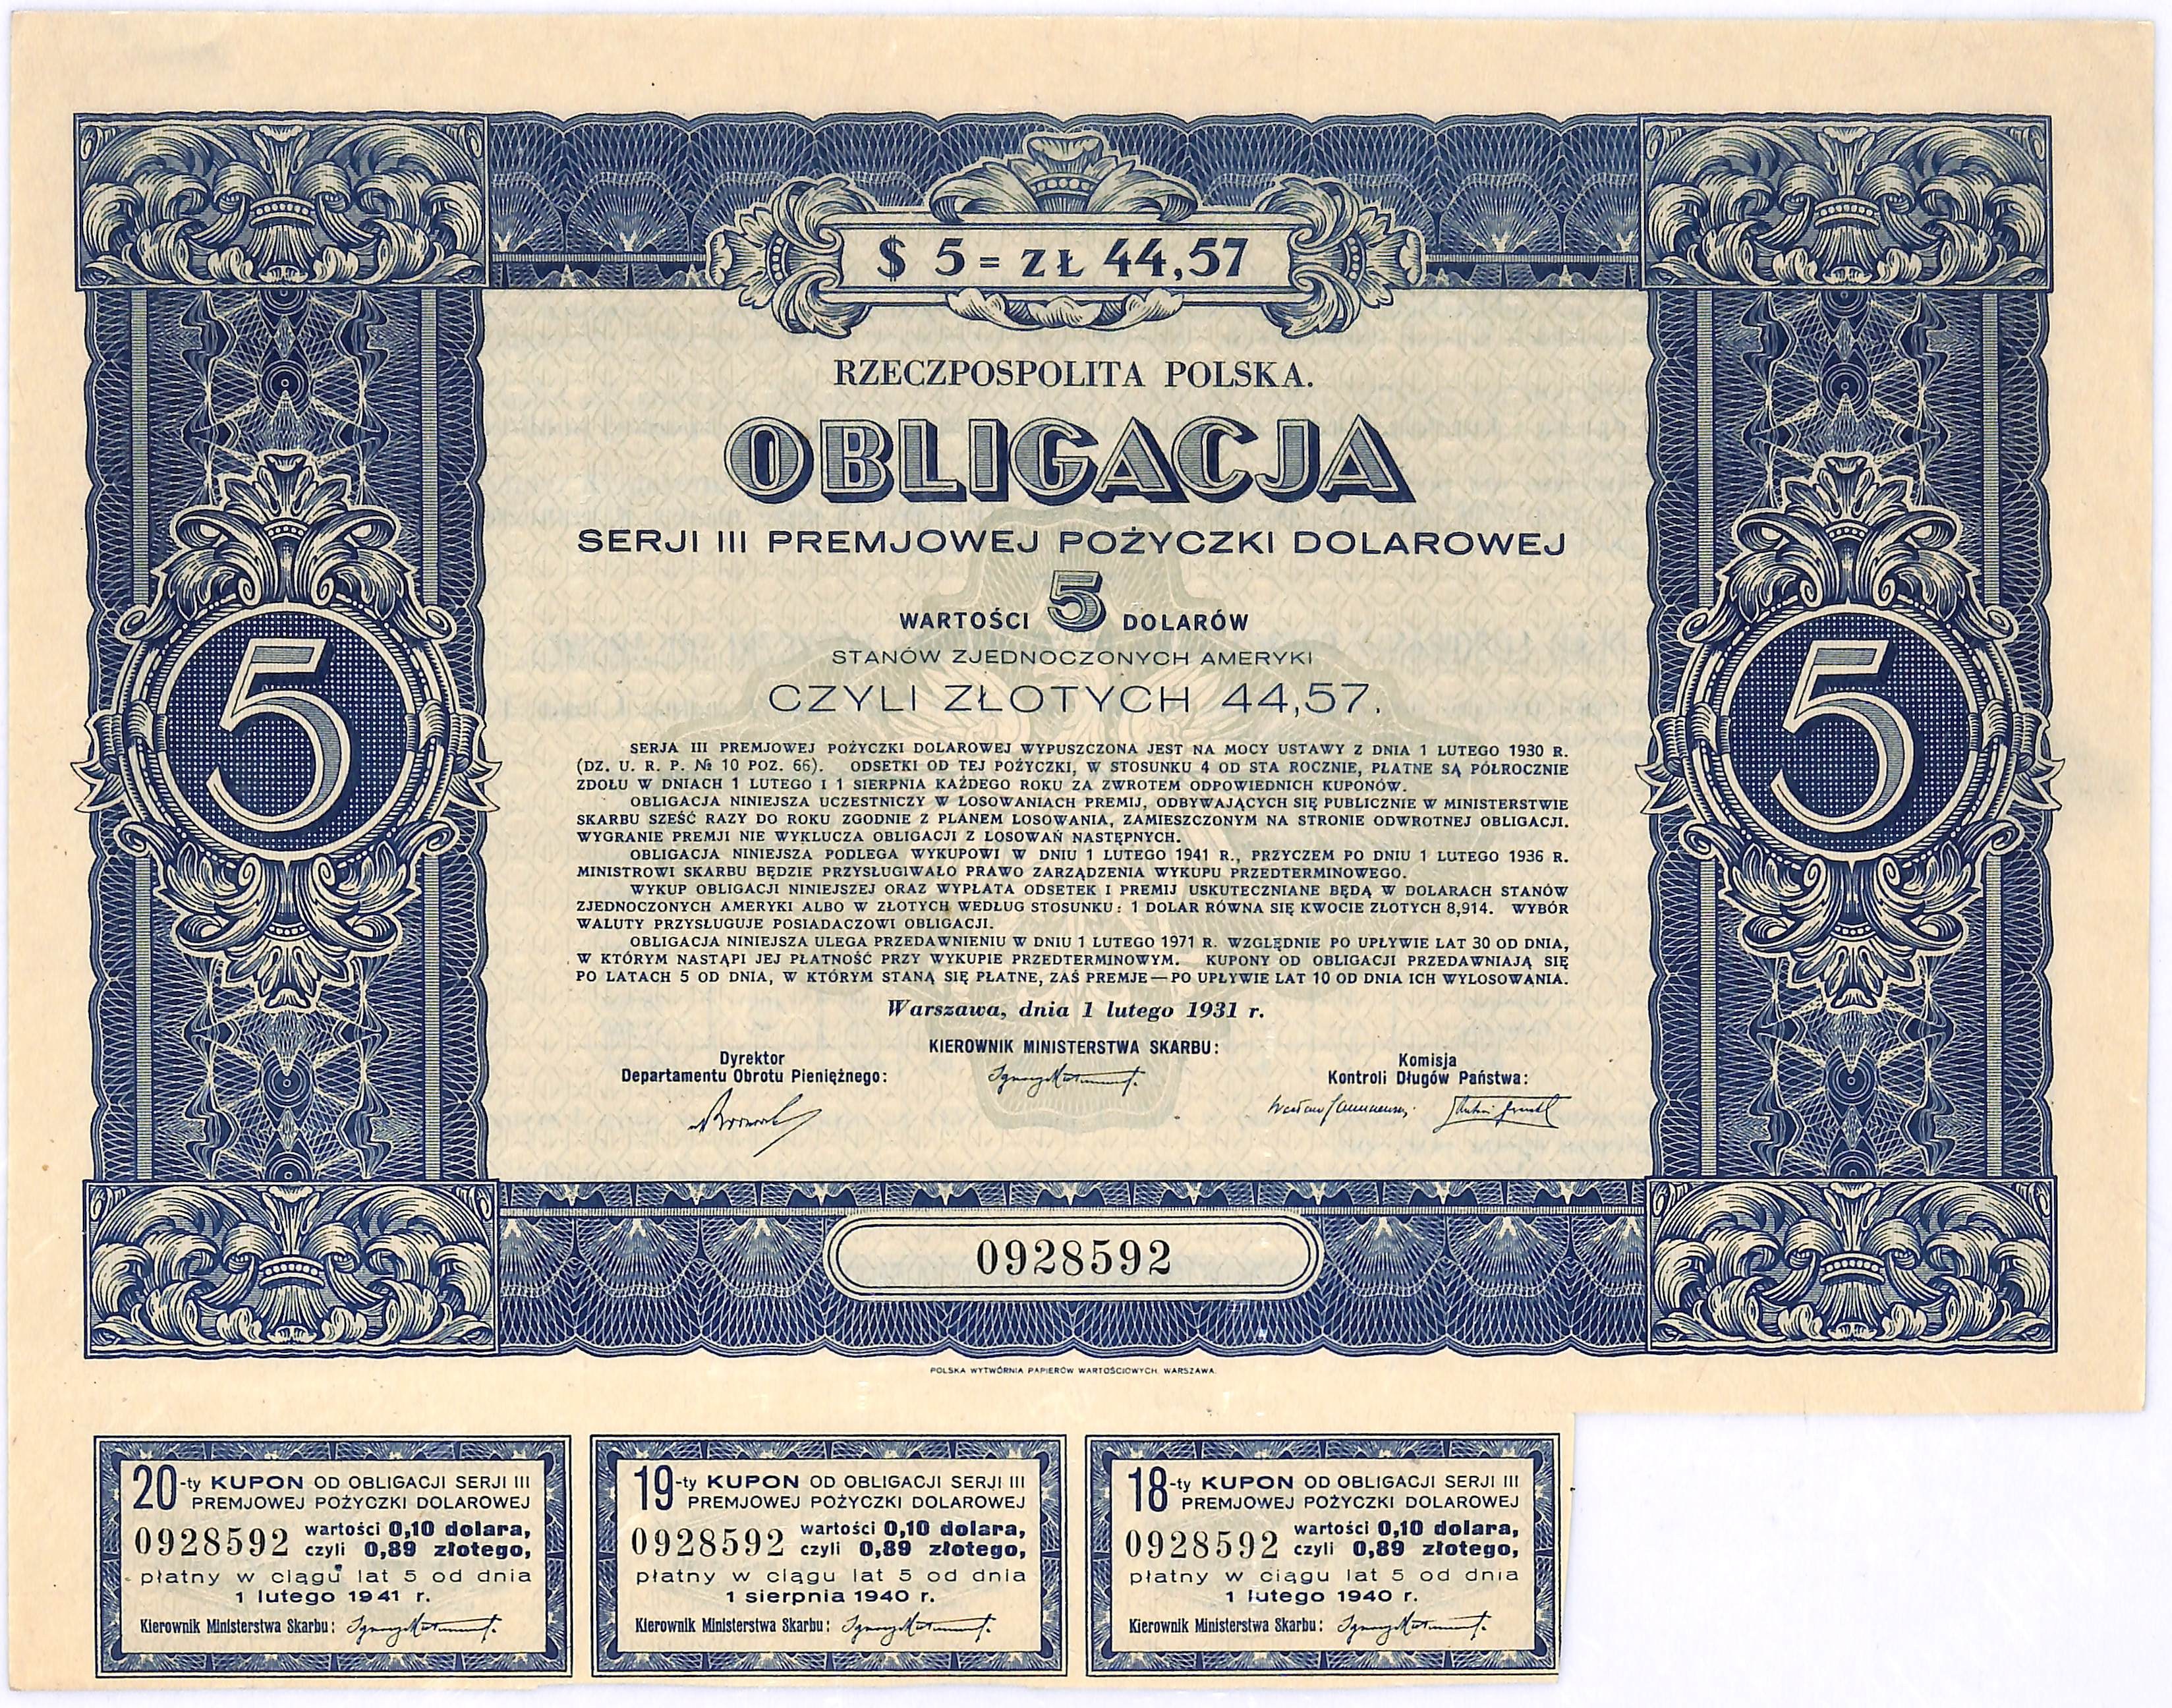 $ 5 = ZŁ 44,57
RZECZPOSPOLITA POLSKA.
OBLIGACJA
SERJI III PREMJOWEJ POŻYCZKI DOLAROWEJ
WARTOŚCI 5 DOLARÓW
STANÓW ZJEDNOCZONYCH AMERYKI
CZYLI ZŁOTYCH 44,57.
5
5
SERJA III PREMJOWEJ POŻYCZKI DOLAROWEJ WYPUSZCZONA JEST NA MOCY USTAWY Z DNIA 1 LUTEGO 1930 R.
(DZ. U. R. P. № 10 POZ. 66). ODSETKI OD TEJ POŻYCZKI, W STOSUNKU 4 OD STA ROCZNIE, PŁATNE SĄ PÓŁROCZNIE
ZDOŁU W DNIACH 1 LUTEGO I 1 SIERPNIA KAŻDEGO ROKU ZA ZWROTEM ODPOWIEDNICH KUPONÓW.
OBLIGACJA NINIEJSZA UCZESTNICZY W LOSOWANIACH PREMIJ, ODBYWAJĄCYCH SIĘ PUBLICZNIE W MINISTERSTWIE
SKARBU SZEŚĆ RAZY DO ROKU ZGODNIE Z PLANEM LOSOWANIA, ZAMIESZCZONYM NA STRONIE ODWROTNEJ OBLIGACJI.
WYGRANIE PREMJI NIE WYKLUCZA OBLIGACJI Z LOSOWAŃ NASTĘPNYCH.
OBLIGACJA NINIEJSZA PODLEGA WYKUPOWI W DNIU 1 LUTEGO 1941 R., PRZYCZEM PO DNIU 1 LUTEGO 1936 R.
MINISTROWI SKARBU BĘDZIE PRZYSŁUGIWAŁO PRAWO ZARZĄDZENIA WYKUPU PRZEDTERMINOWEGO.
WYKUP OBLIGACJI NINIEJSZEJ ORAZ WYPŁATA ODSETEK I PREMIJ USKUTECZNIANE BĘDĄ W DOLARACH STANÓW
ZJEDNOCZONYCH AMERYKI ALBO W ZŁOTYCH WEDŁUG STOSUNKU: 1 DOLAR RÓWNA SIĘ KWOCIE ZŁOTYCH 8,914. WYBÓR
WALUTY PRZYSŁUGUJE POSIADACZOWI OBLIGACJI.
OBLIGACJA NINIEJSZA ULEGA PRZEDAWNIENIU W DNIU 1 LUTEGO 1971 R. WZGLĘDNIE PO UPŁYWIE LAT 30 OD DNIA,
W KTÓRYM NASTĄPI JEJ PŁATNOŚĆ PRZY WYKUPIE PRZEDTERMINOWYM. KUPONY OD OBLIGACJI PRZEDAWNIAJĄ SIĘ
PO LATACH 5 OD DNIA, W KTÓRYM STANĄ SIĘ PŁATNE, ZAŚ PREMJE — PO UPŁYWIE LAT 10 OD DNIA ICH WYLOSOWANIA.
Warszawa, dnia 1 lutego 1931 r.
Dyrektor
Departamentu Obrotu Pieniężnego:
KIEROWNIK MINISTERSTWA SKARBU:
Komisja
Kontroli Długów Państwa:
0928592
POLSKA WYTWÓRNIA PAPIERÓW WARTOŚCIOWYCH. WARSZAWA.
20-ty KUPON OD OBLIGACJI SERJI III
PREMJOWEJ POŻYCZKI DOLAROWEJ
0928592 wartości 0,10 dolara,
czyli 0,89 złotego,
płatny w ciągu lat 5 od dnia
1 lutego 1941 r.
Kierownik Ministerstwa Skarbu:
19-ty KUPON OD OBLIGACJI SERJI III
PREMJOWEJ POŻYCZKI DOLAROWEJ
0928592 wartości 0,10 dolara,
czyli 0,89 złotego,
płatny w ciągu lat 5 od dnia
1 sierpnia 1940 r.
Kierownik Ministerstwa Skarbu:
18-ty KUPON OD OBLIGACJI SERJI III
PREMJOWEJ POŻYCZKI DOLAROWEJ
0928592 wartości 0,10 dolara,
czyli 0,89 złotego,
płatny w ciągu lat 5 od dnia
1 lutego 1940 r.
Kierownik Ministerstwa Skarbu: